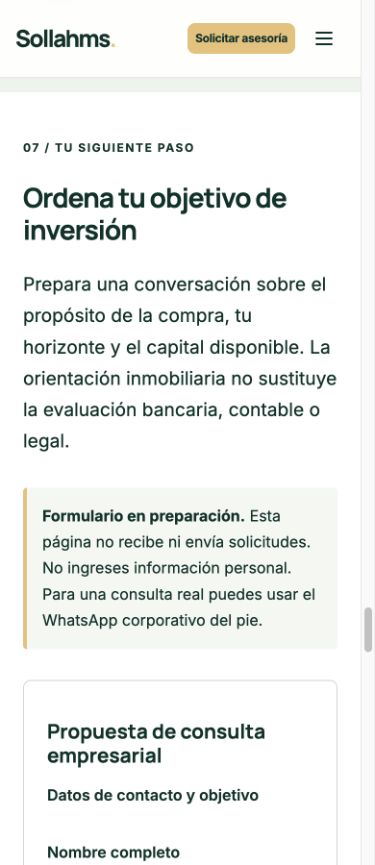 Sollahms.
Solicitar asesoría
07 / TU SIGUIENTE PASO
Ordena tu objetivo de
inversión
Prepara una conversación sobre el
propósito de la compra, tu
horizonte y el capital disponible. La
orientación inmobiliaria no sustituye
la evaluación bancaria, contable o
legal.
Formulario en preparación. Esta
página no recibe ni envía solicitudes.
No ingreses información personal.
Para una consulta real puedes usar el
WhatsApp corporativo del pie.
Propuesta de consulta
empresarial
Datos de contacto y objetivo
Nombre completo